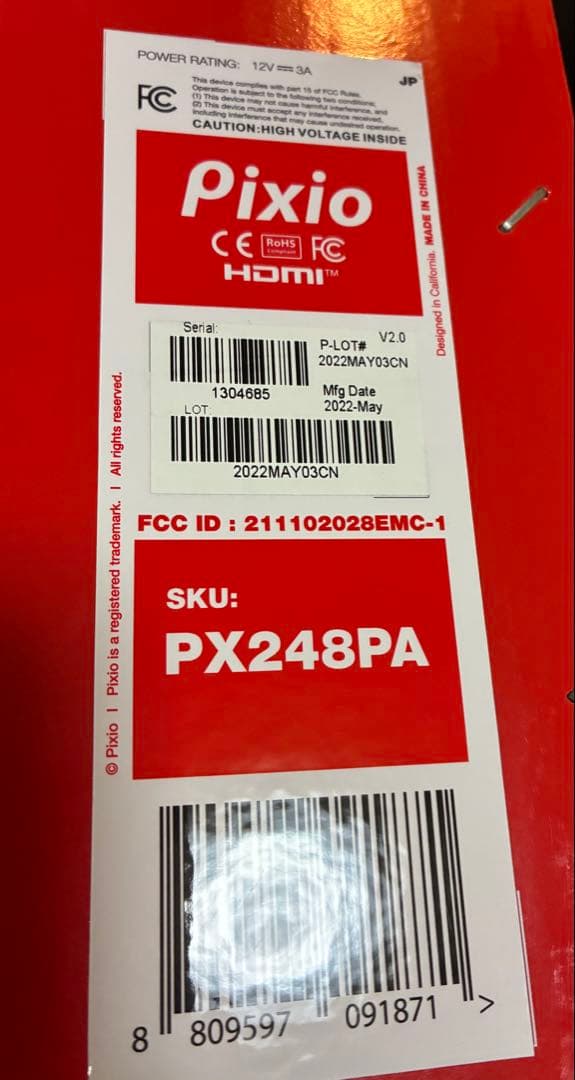 POWER RATING: 12V ⎓ 3A
JP
FC
This device complies with part 15 of FCC Rules.
Operation is subject to the following two conditions:
(1) This device may not cause harmful interference, and
(2) This device must accept any interference received,
including interference that may cause undesired operation.
CAUTION:HIGH VOLTAGE INSIDE
Pixio
CE RoHS Compliant FC
HDMI™
Designed in California. MADE IN CHINA
Serial:
1304685
P-LOT# V2.0
2022MAY03CN
Mfg Date
2022-May
LOT:
2022MAY03CN
FCC ID : 211102028EMC-1
SKU:
PX248PA
© Pixio I Pixio is a registered trademark. I All rights reserved.
8 809597 091871 >